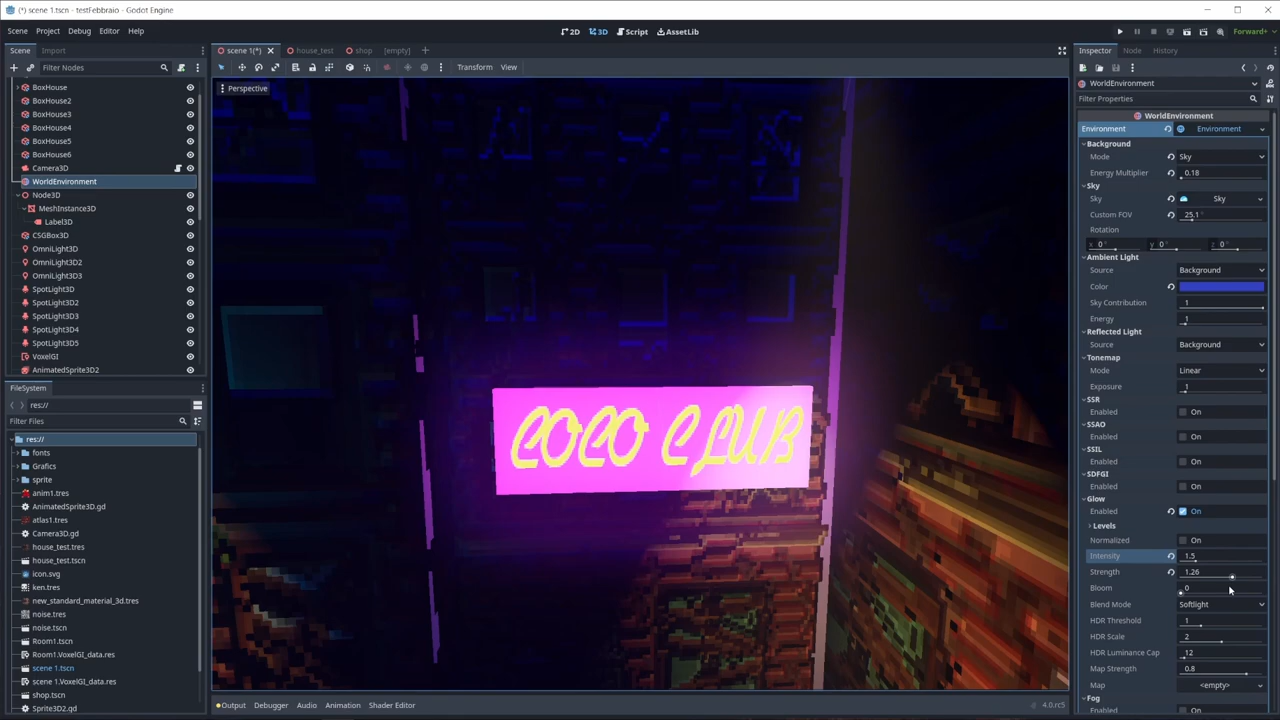 (*) scene 1.tscn - testFebbraio - Godot Engine
Scene Project Debug Editor Help
2D 3D Script AssetLib
Forward+
Scene Import
scene 1(*) house_test shop [empty]
Inspector Node History
Filter Nodes
Transform View
Perspective
BoxHouse
BoxHouse2
BoxHouse3
BoxHouse4
BoxHouse5
BoxHouse6
Camera3D
WorldEnvironment
Node3D
MeshInstance3D
Label3D
CSGBox3D
OmniLight3D
OmniLight3D2
OmniLight3D3
SpotLight3D
SpotLight3D2
SpotLight3D3
SpotLight3D4
SpotLight3D5
VoxelGI
AnimatedSprite3D2
FileSystem
res://
Filter Files
res://
fonts
Grafics
sprite
anim1.tres
AnimatedSprite3D.gd
atlas1.tres
Camera3D.gd
house_test.tres
house_test.tscn
icon.svg
ken.tres
new_standard_material_3d.tres
noise.tres
noise.tscn
Room1.tscn
Room1.VoxelGI_data.res
scene 1.tscn
scene 1.VoxelGI_data.res
shop.tscn
Sprite3D2.gd
COCO CLUB
Output Debugger Audio Animation Shader Editor
4.0.rc5
WorldEnvironment
Filter Properties
WorldEnvironment
Environment Environment
Background
Mode Sky
Energy Multiplier 0.18
Sky
Sky Sky
Custom FOV 25.1 °
Rotation
x 0 ° y 0 ° z 0 °
Ambient Light
Source Background
Color
Sky Contribution 1
Energy 1
Reflected Light
Source Background
Tonemap
Mode Linear
Exposure 1
SSR
Enabled On
SSAO
Enabled On
SSIL
Enabled On
SDFGI
Enabled On
Glow
Enabled On
Levels
Normalized On
Intensity 1.5
Strength 1.26
Bloom 0
Blend Mode Softlight
HDR Threshold 1
HDR Scale 2
HDR Luminance Cap 12
Map Strength 0.8
Map <empty>
Fog
Enabled On